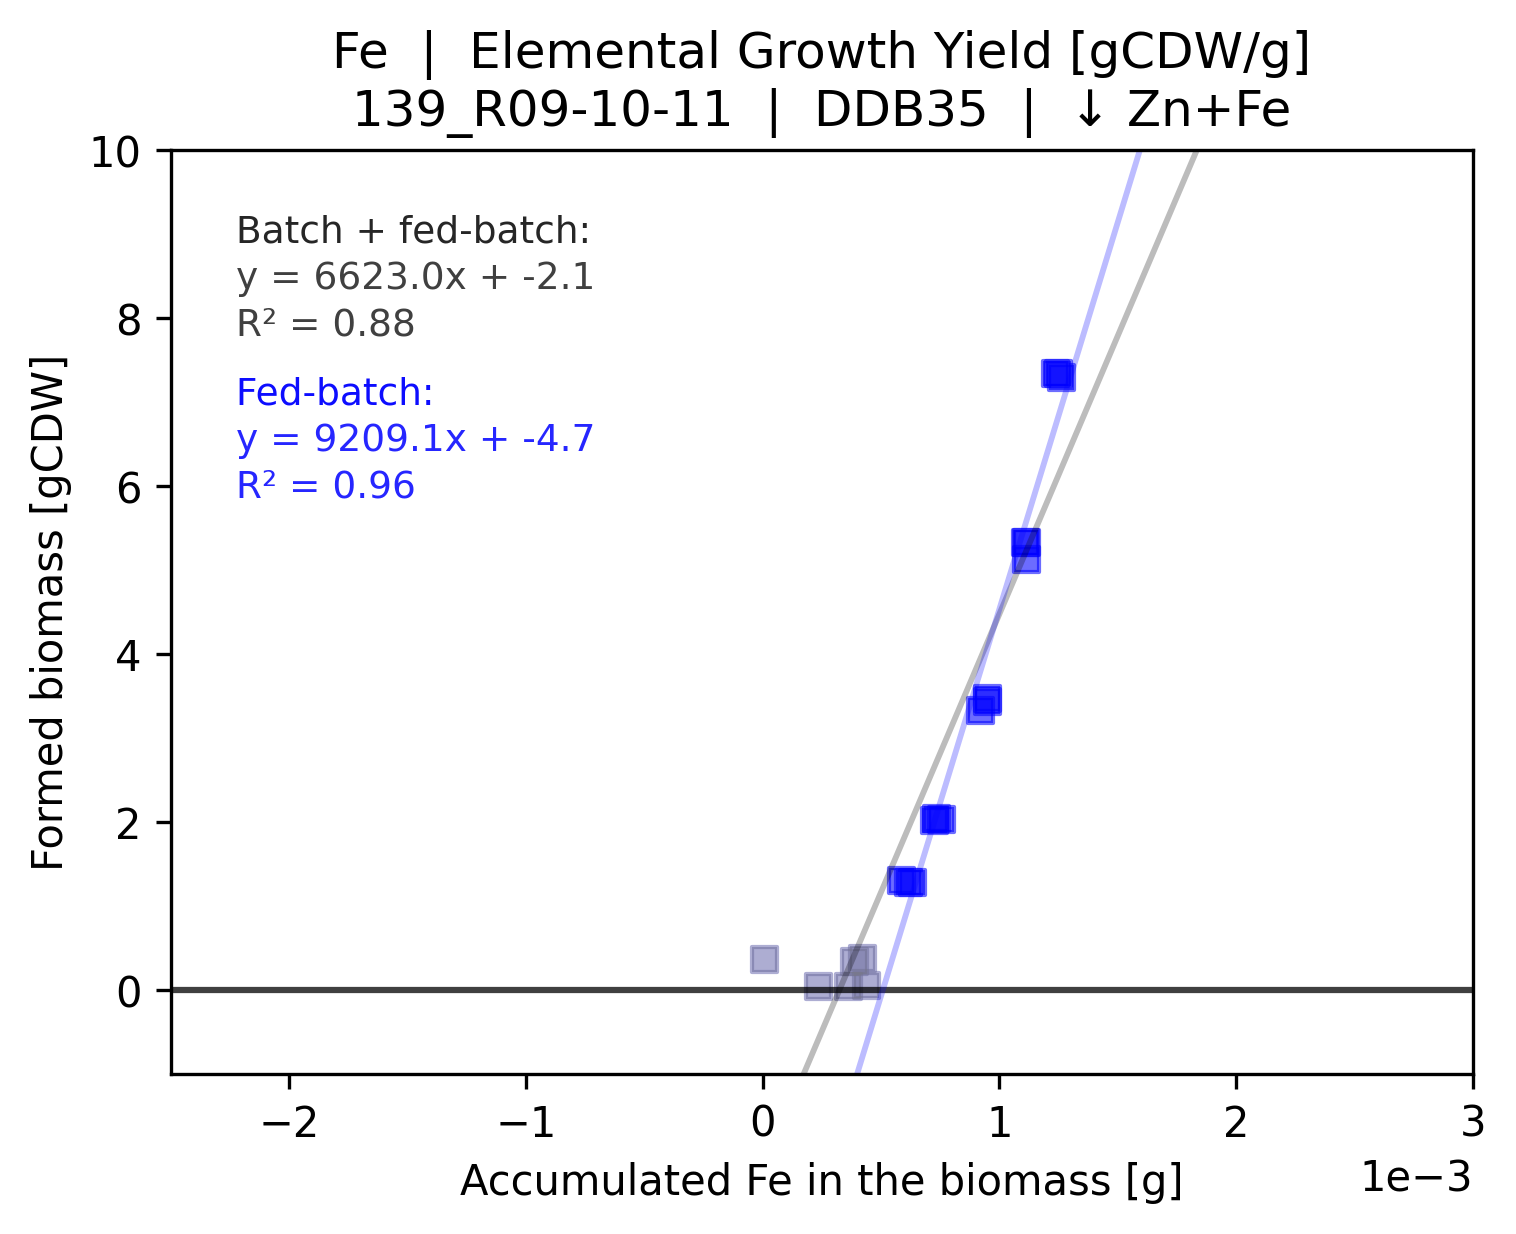 Fe | Elemental Growth Yield [gCDW/g]
139_R09-10-11 | DDB35 | ↓ Zn+Fe
Formed biomass [gCDW]
10
8
6
4
2
0
Batch + fed-batch:
y = 6623.0x + -2.1
R² = 0.88
Fed-batch:
y = 9209.1x + -4.7
R² = 0.96
−2 −1 0 1 2 3
Accumulated Fe in the biomass [g]
1e−3